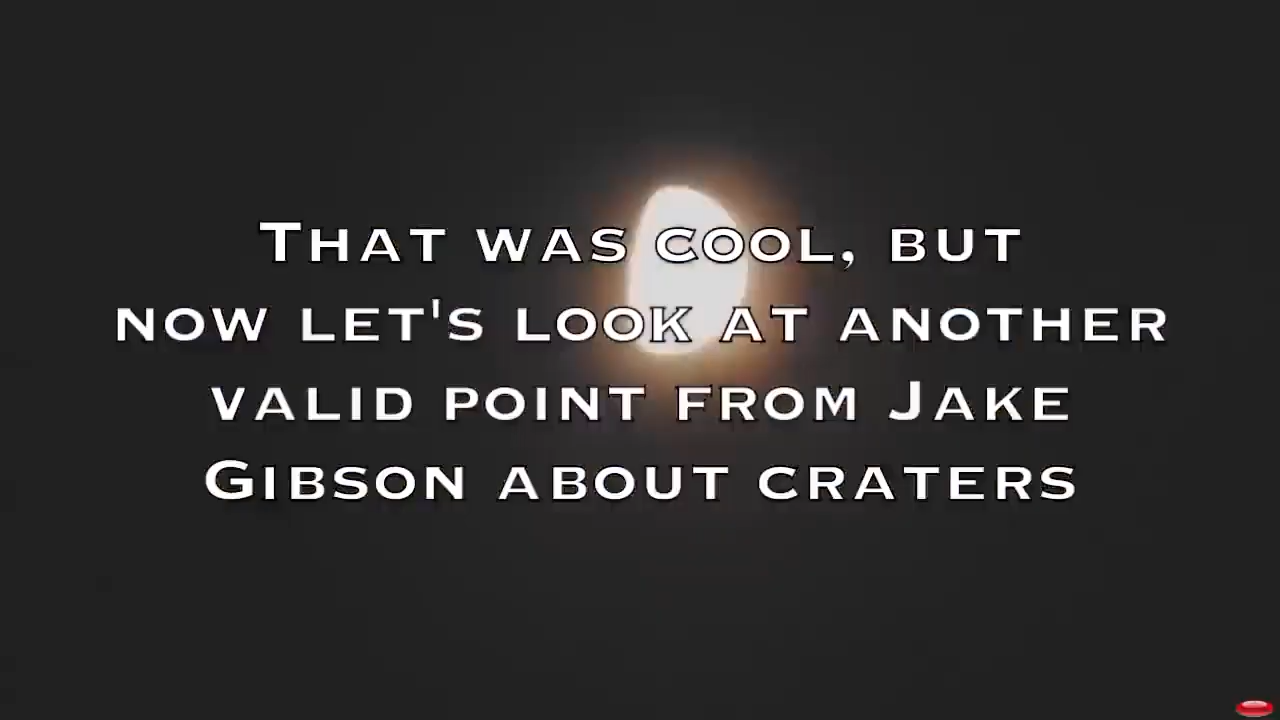 That was cool, but
now let's look at another
valid point from Jake
Gibson about craters